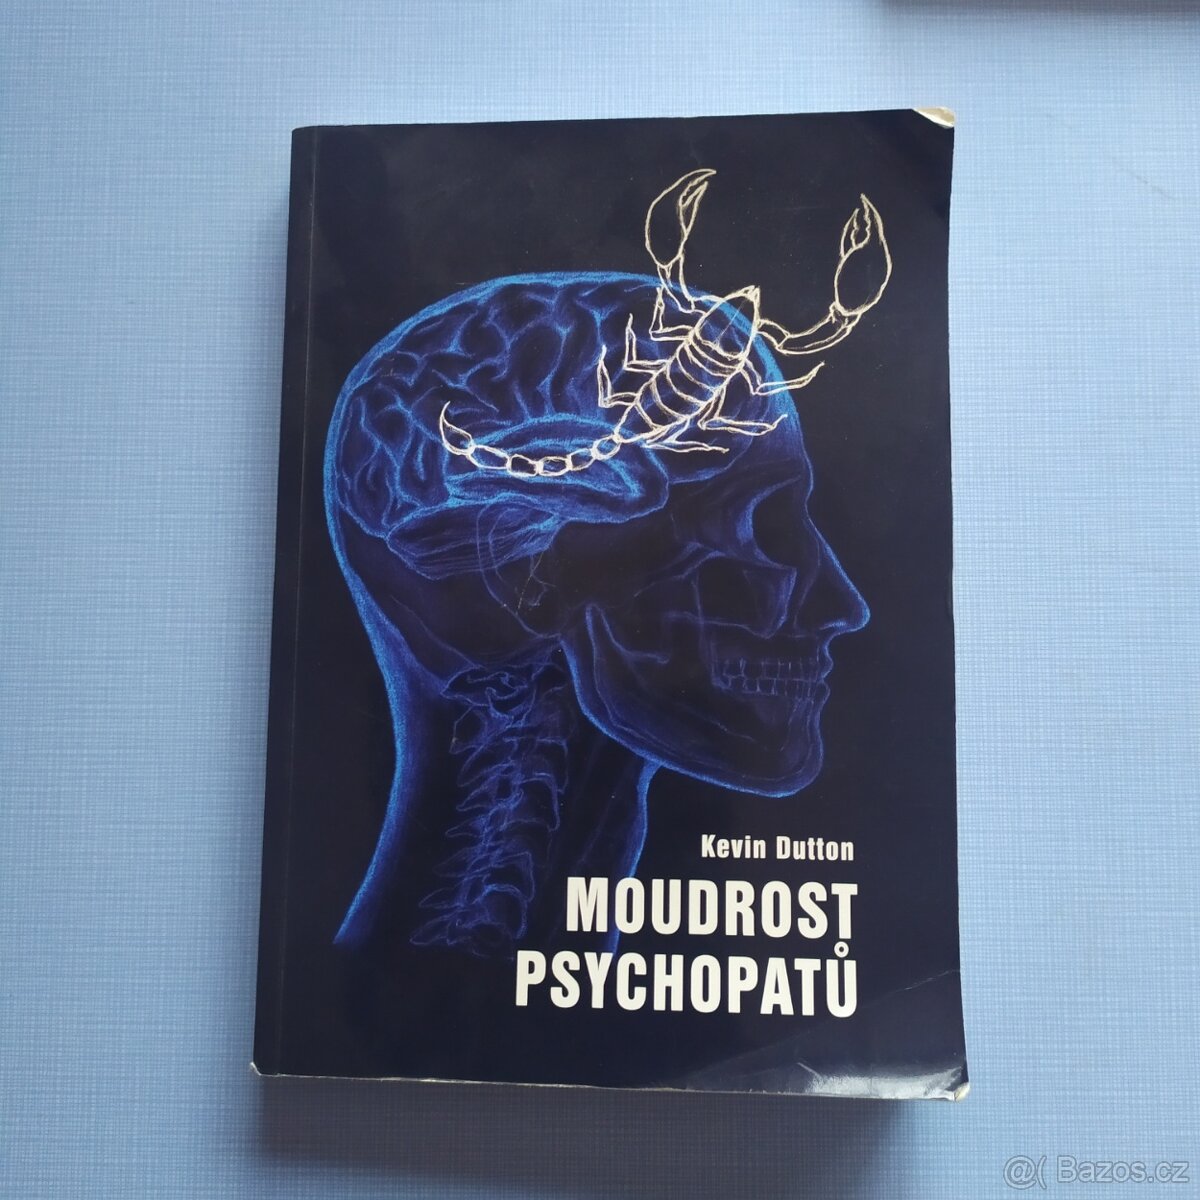 Kevin Dutton
MOUDROST
PSYCHOPATŮ
@( Bazos.cz